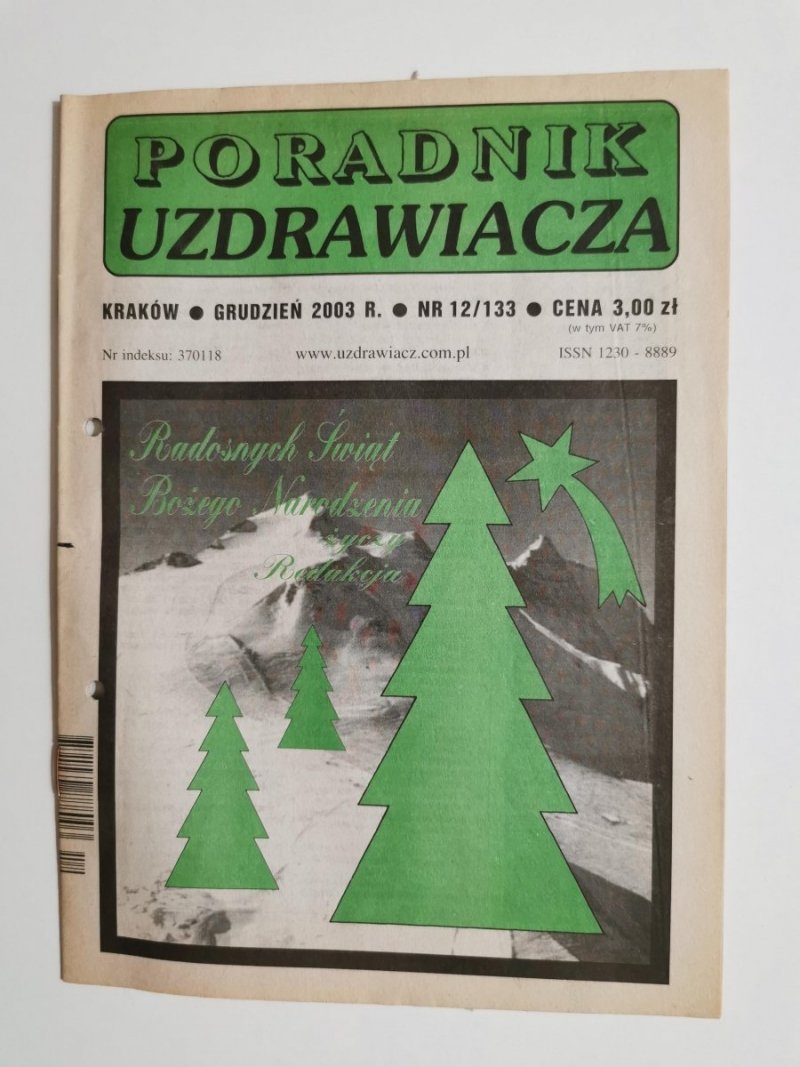 PORADNIK
UZDRAWIACZA
KRAKÓW ● GRUDZIEŃ 2003 R. ● NR 12/133 ● CENA 3,00 zł
(w tym VAT 7%)
Nr indeksu: 370118 www.uzdrawiacz.com.pl ISSN 1230 - 8889
Radosnych Świąt
Bożego Narodzenia
życzy
Redakcja